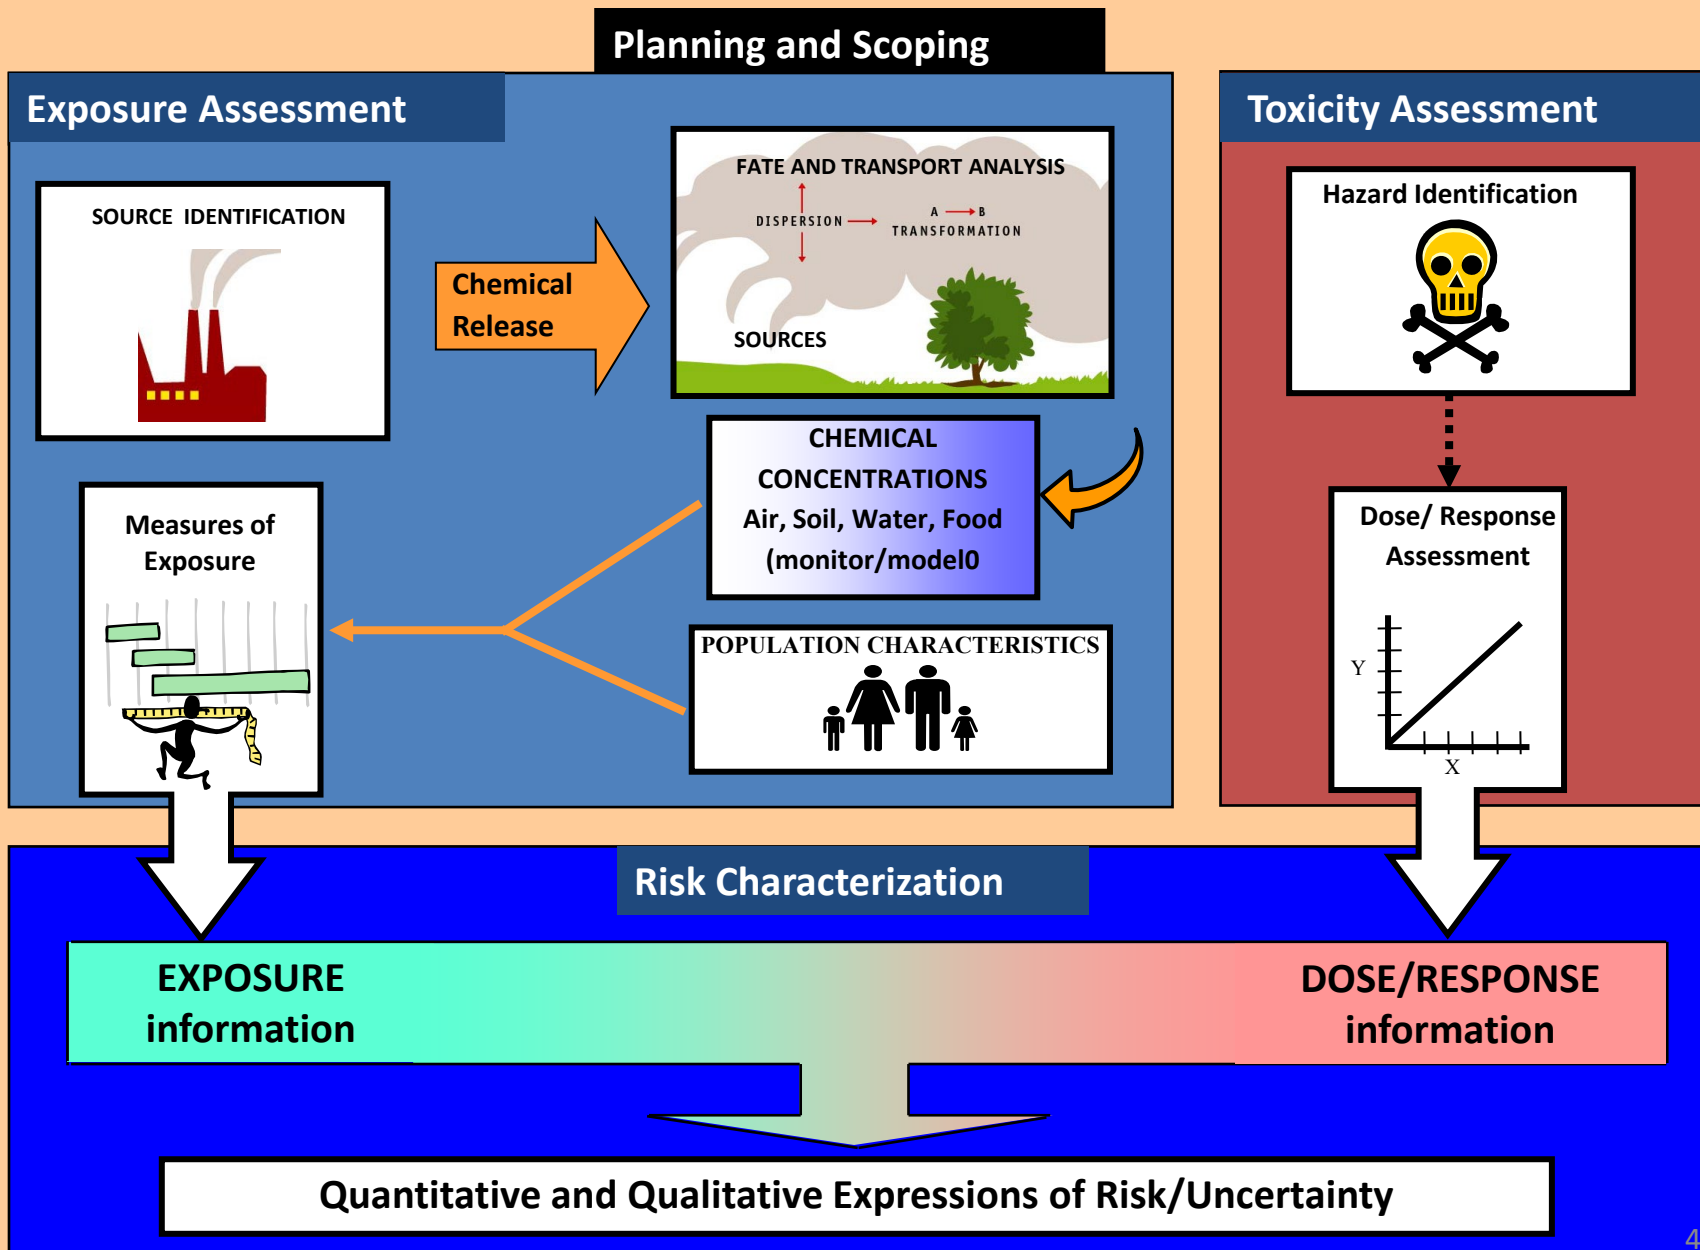 Planning and Scoping
Exposure Assessment
Toxicity Assessment
SOURCE IDENTIFICATION
Chemical
Release
FATE AND TRANSPORT ANALYSIS
DISPERSION
A B
TRANSFORMATION
SOURCES
Hazard Identification
CHEMICAL
CONCENTRATIONS
Air, Soil, Water, Food
(monitor/model0
Measures of
Exposure
POPULATION CHARACTERISTICS
Dose/ Response
Assessment
Y
X
Risk Characterization
EXPOSURE
information
DOSE/RESPONSE
information
Quantitative and Qualitative Expressions of Risk/Uncertainty
4